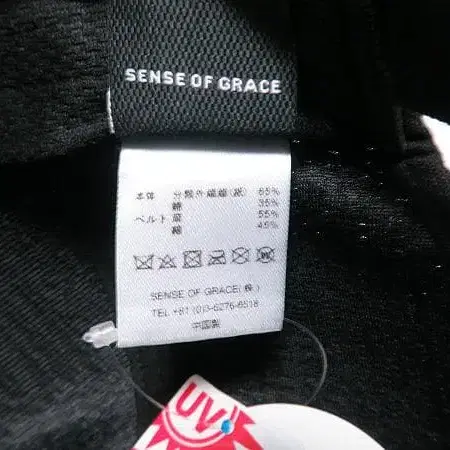 SENSE OF GRACE
本体 分類外繊維(紙) 65%
綿 35%
ベルト 麻 55%
綿 45%
SENSE OF GRACE(株)
TEL +81 (0)3-6276-6518
中国製
UV